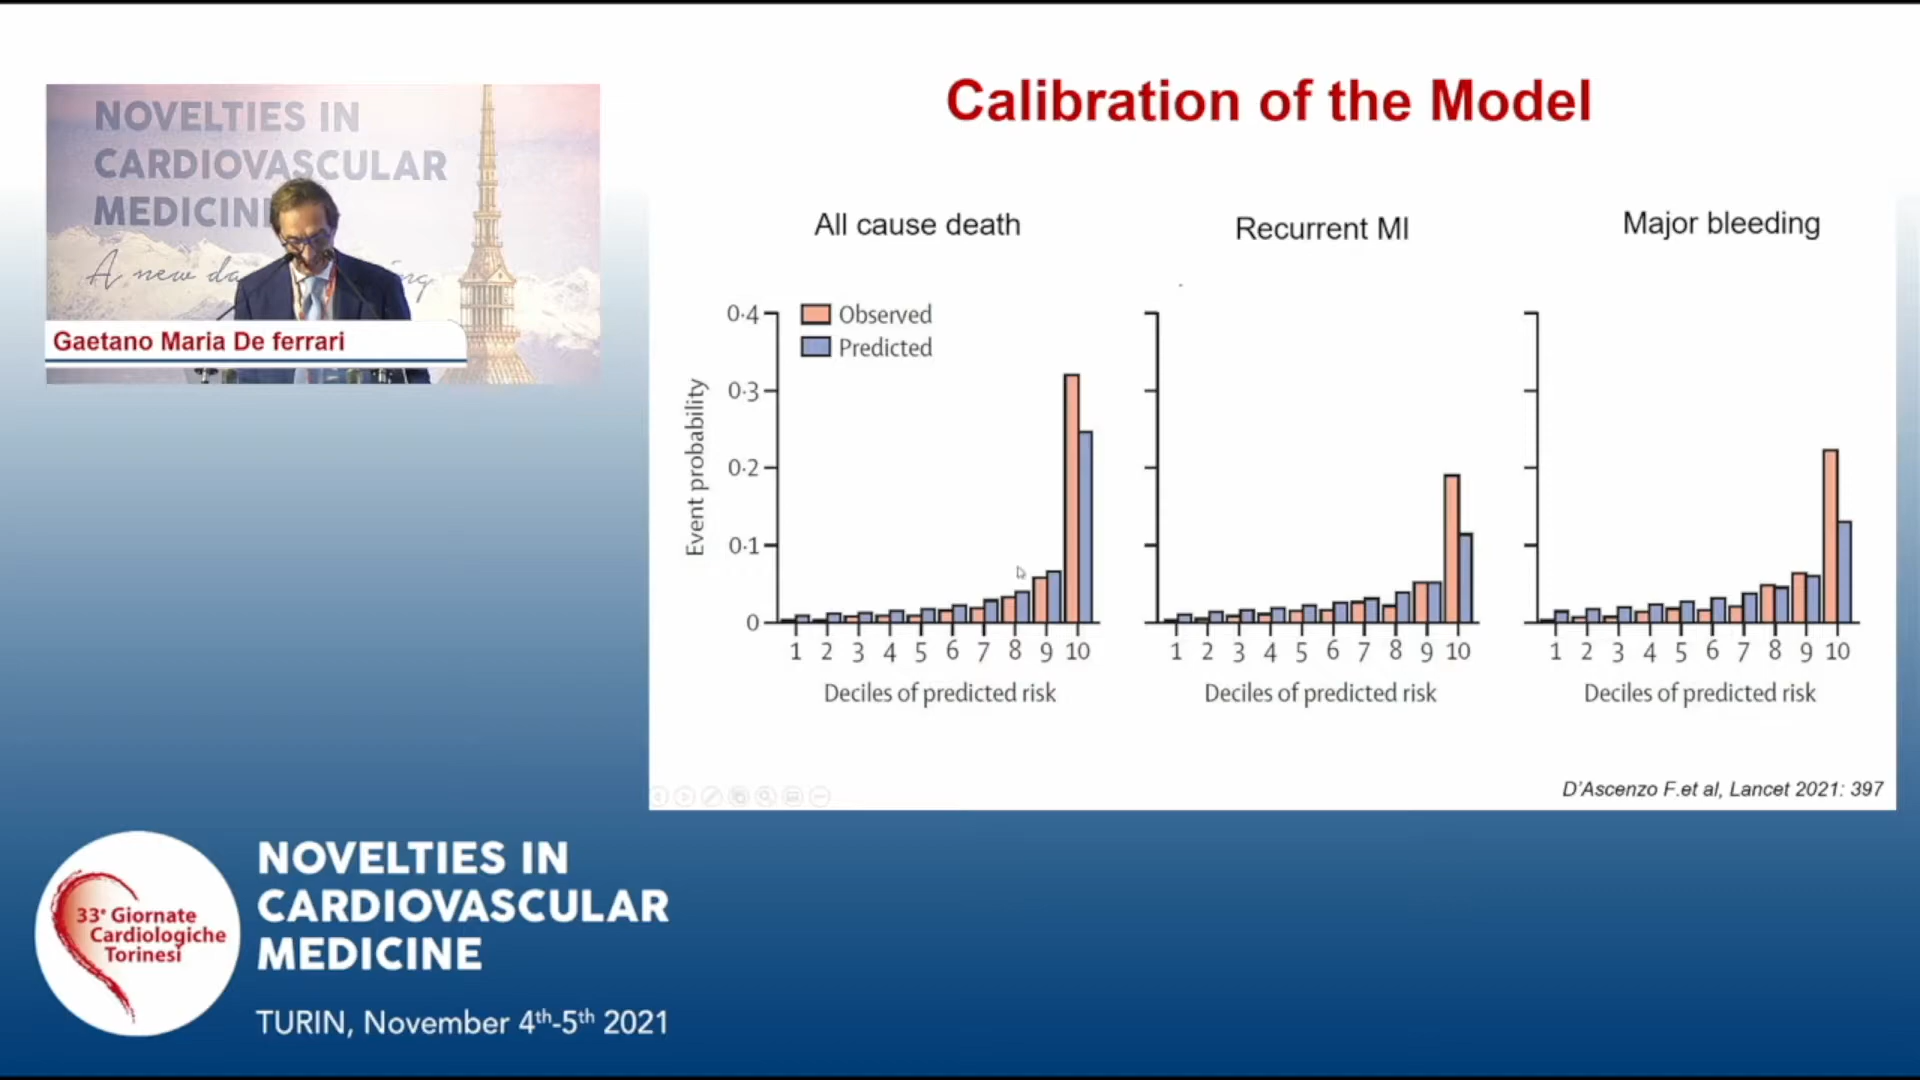 NOVELTIES IN
CARDIOVASCULAR
MEDICIN
A new da
ing
Gaetano Maria De ferrari
Calibration of the Model
All cause death
Recurrent MI
Major bleeding
Observed
Predicted
Event probability
0·4
0·3
0·2
0·1
0
1 2 3 4 5 6 7 8 9 10
Deciles of predicted risk
1 2 3 4 5 6 7 8 9 10
Deciles of predicted risk
1 2 3 4 5 6 7 8 9 10
Deciles of predicted risk
D'Ascenzo F.et al, Lancet 2021: 397
33° Giornate
Cardiologiche
Torinesi
NOVELTIES IN
CARDIOVASCULAR
MEDICINE
TURIN, November 4th-5th 2021